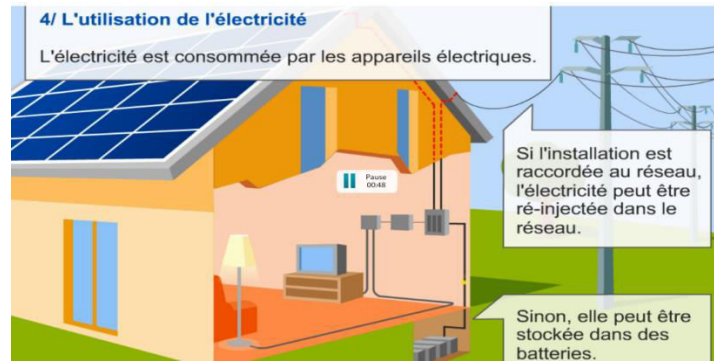 4/ L'utilisation de l'électricité
L'électricité est consommée par les appareils électriques.
Pause
00:48
Si l'installation est
raccordée au réseau,
l'électricité peut être
ré-injectée dans le
réseau.
Sinon, elle peut être
stockée dans des
batteries.